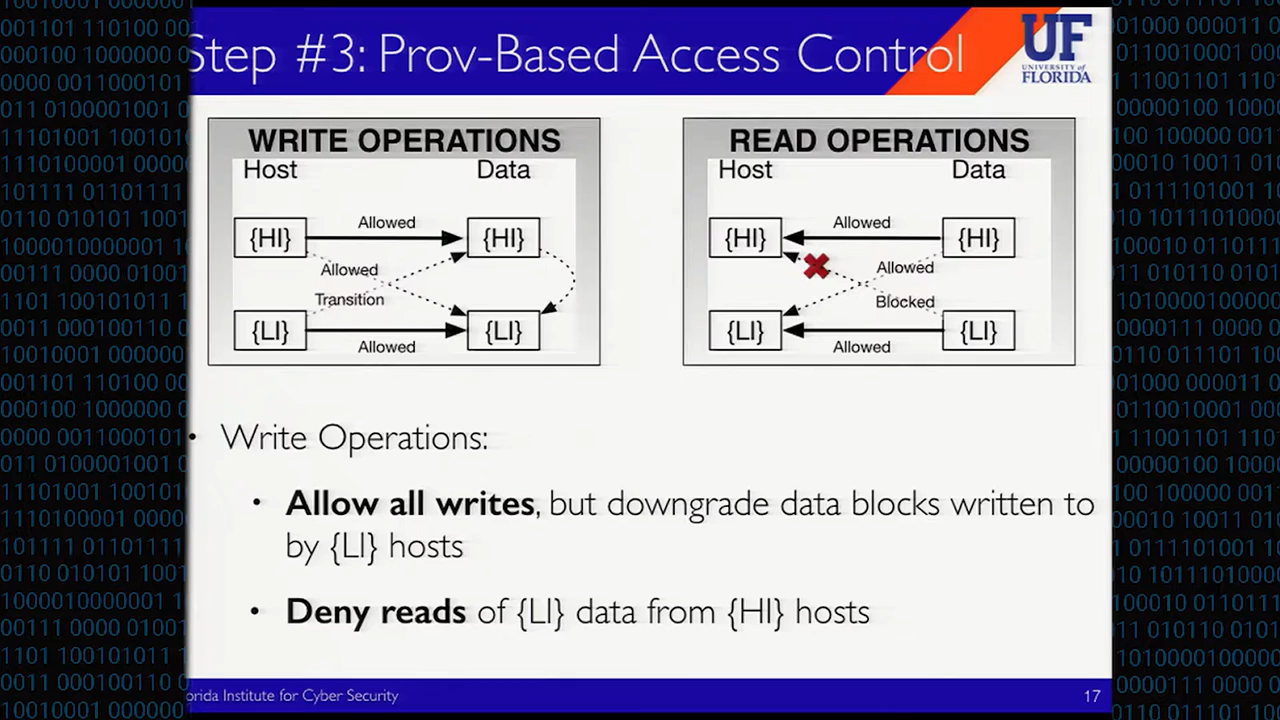 Step #3: Prov-Based Access Control
UF
UNIVERSITY of
FLORIDA
WRITE OPERATIONS
Host Data
{HI} Allowed {HI}
Allowed
Transition
{LI} Allowed {LI}
READ OPERATIONS
Host Data
{HI} Allowed {HI}
Allowed
Blocked
{LI} Allowed {LI}
• Write Operations:
• Allow all writes, but downgrade data blocks written to
by {LI} hosts
• Deny reads of {LI} data from {HI} hosts
orida Institute for Cyber Security
17